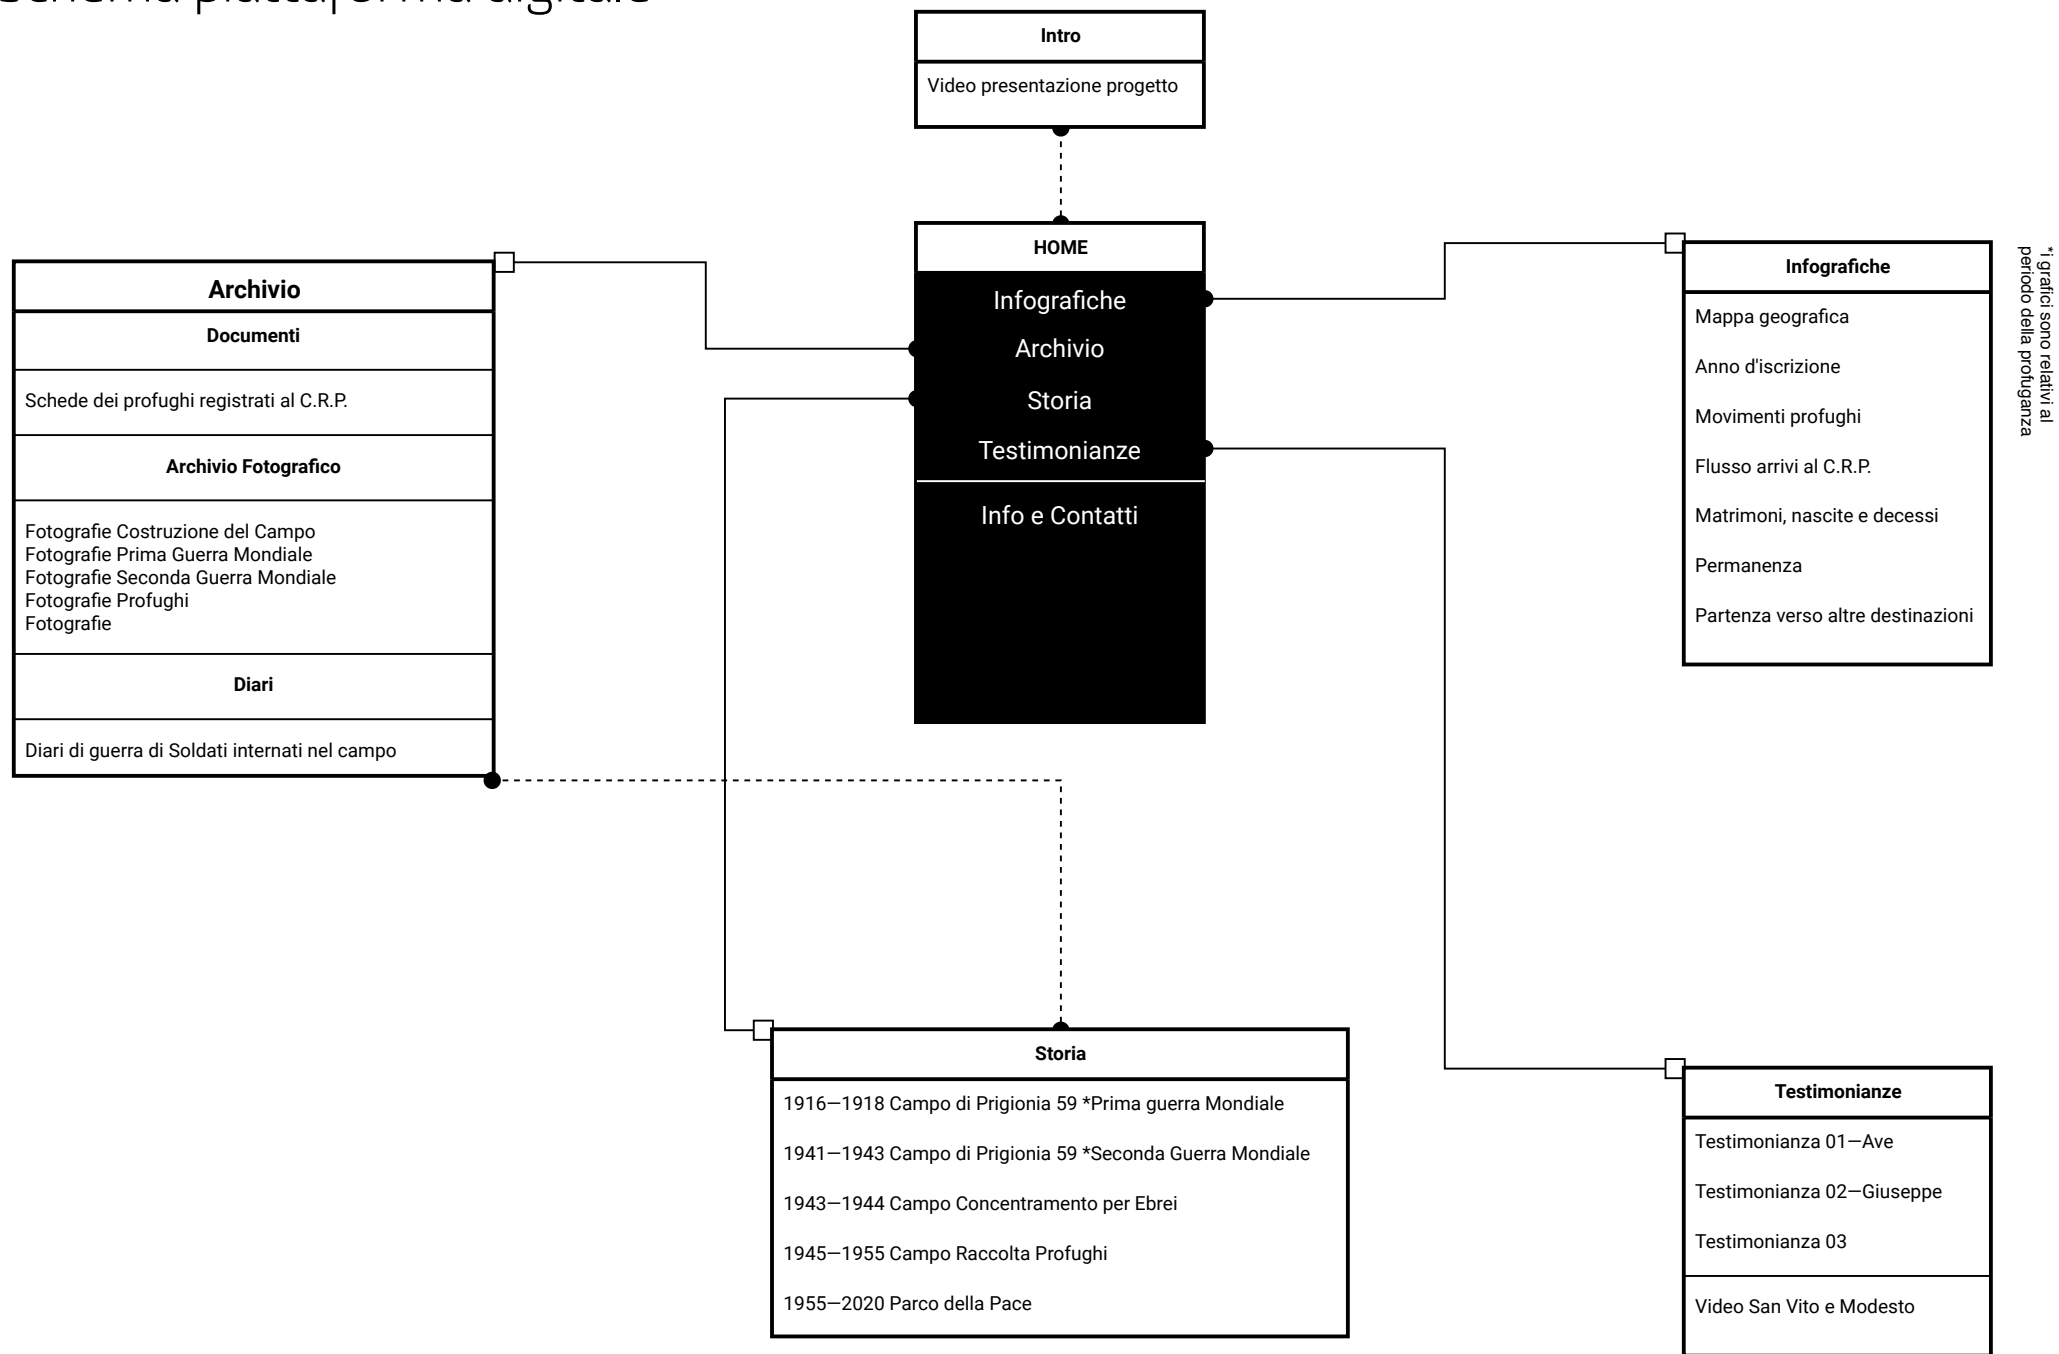 Schema piattaforma digitale
Intro
Video presentazione progetto
HOME
Infografiche
Archivio
Storia
Testimonianze
Info e Contatti
Archivio
Documenti
Schede dei profughi registrati al C.R.P.
Archivio Fotografico
Fotografie Costruzione del Campo
Fotografie Prima Guerra Mondiale
Fotografie Seconda Guerra Mondiale
Fotografie Profughi
Fotografie
Diari
Diari di guerra di Soldati internati nel campo
Infografiche
Mappa geografica
Anno d'iscrizione
Movimenti profughi
Flusso arrivi al C.R.P.
Matrimoni, nascite e decessi
Permanenza
Partenza verso altre destinazioni
*i grafici sono relativi al
periodo della profuganza
Storia
1916—1918 Campo di Prigionia 59 *Prima guerra Mondiale
1941—1943 Campo di Prigionia 59 *Seconda Guerra Mondiale
1943—1944 Campo Concentramento per Ebrei
1945—1955 Campo Raccolta Profughi
1955—2020 Parco della Pace
Testimonianze
Testimonianza 01—Ave
Testimonianza 02—Giuseppe
Testimonianza 03
Video San Vito e Modesto